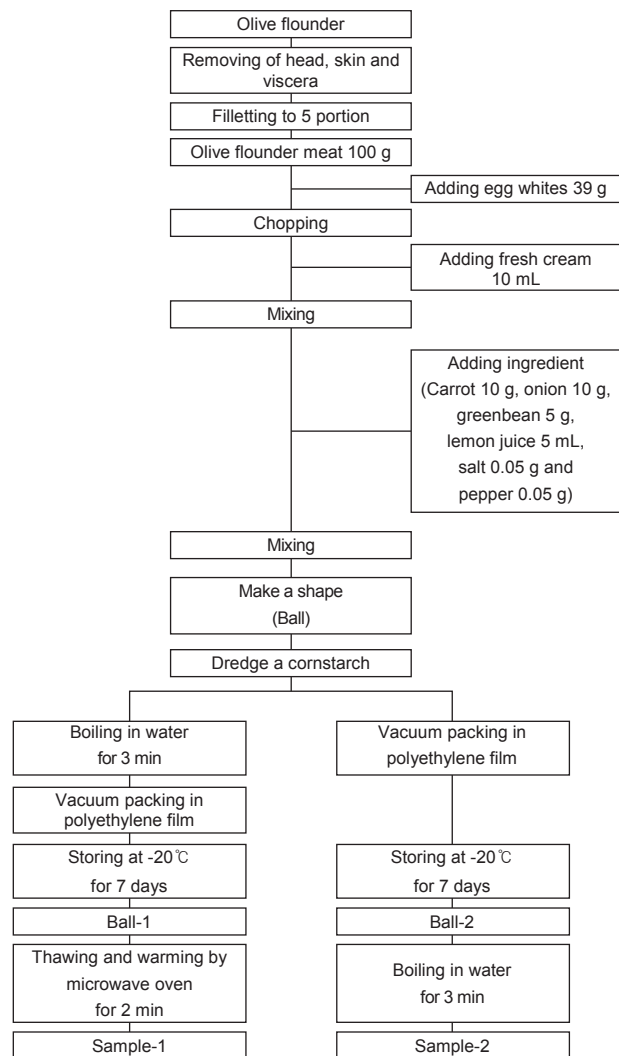 Olive flounder
Removing of head, skin and
viscera
Filletting to 5 portion
Olive flounder meat 100 g
Adding egg whites 39 g
Chopping
Adding fresh cream
10 mL
Mixing
Adding ingredient
(Carrot 10 g, onion 10 g,
greenbean 5 g,
lemon juice 5 mL,
salt 0.05 g and
pepper 0.05 g)
Mixing
Make a shape
(Ball)
Dredge a cornstarch
Boiling in water
for 3 min
Vacuum packing in
polyethylene film
Storing at -20℃
for 7 days
Ball-1
Thawing and warming by
microwave oven
for 2 min
Sample-1
Vacuum packing in
polyethylene film
Storing at -20℃
for 7 days
Ball-2
Boiling in water
for 3 min
Sample-2